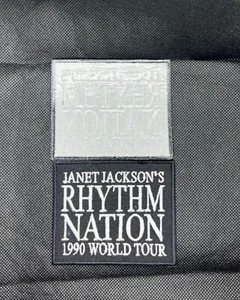 JANET JACKSON'S
RHYTHM
NATION
1990 WORLD TOUR